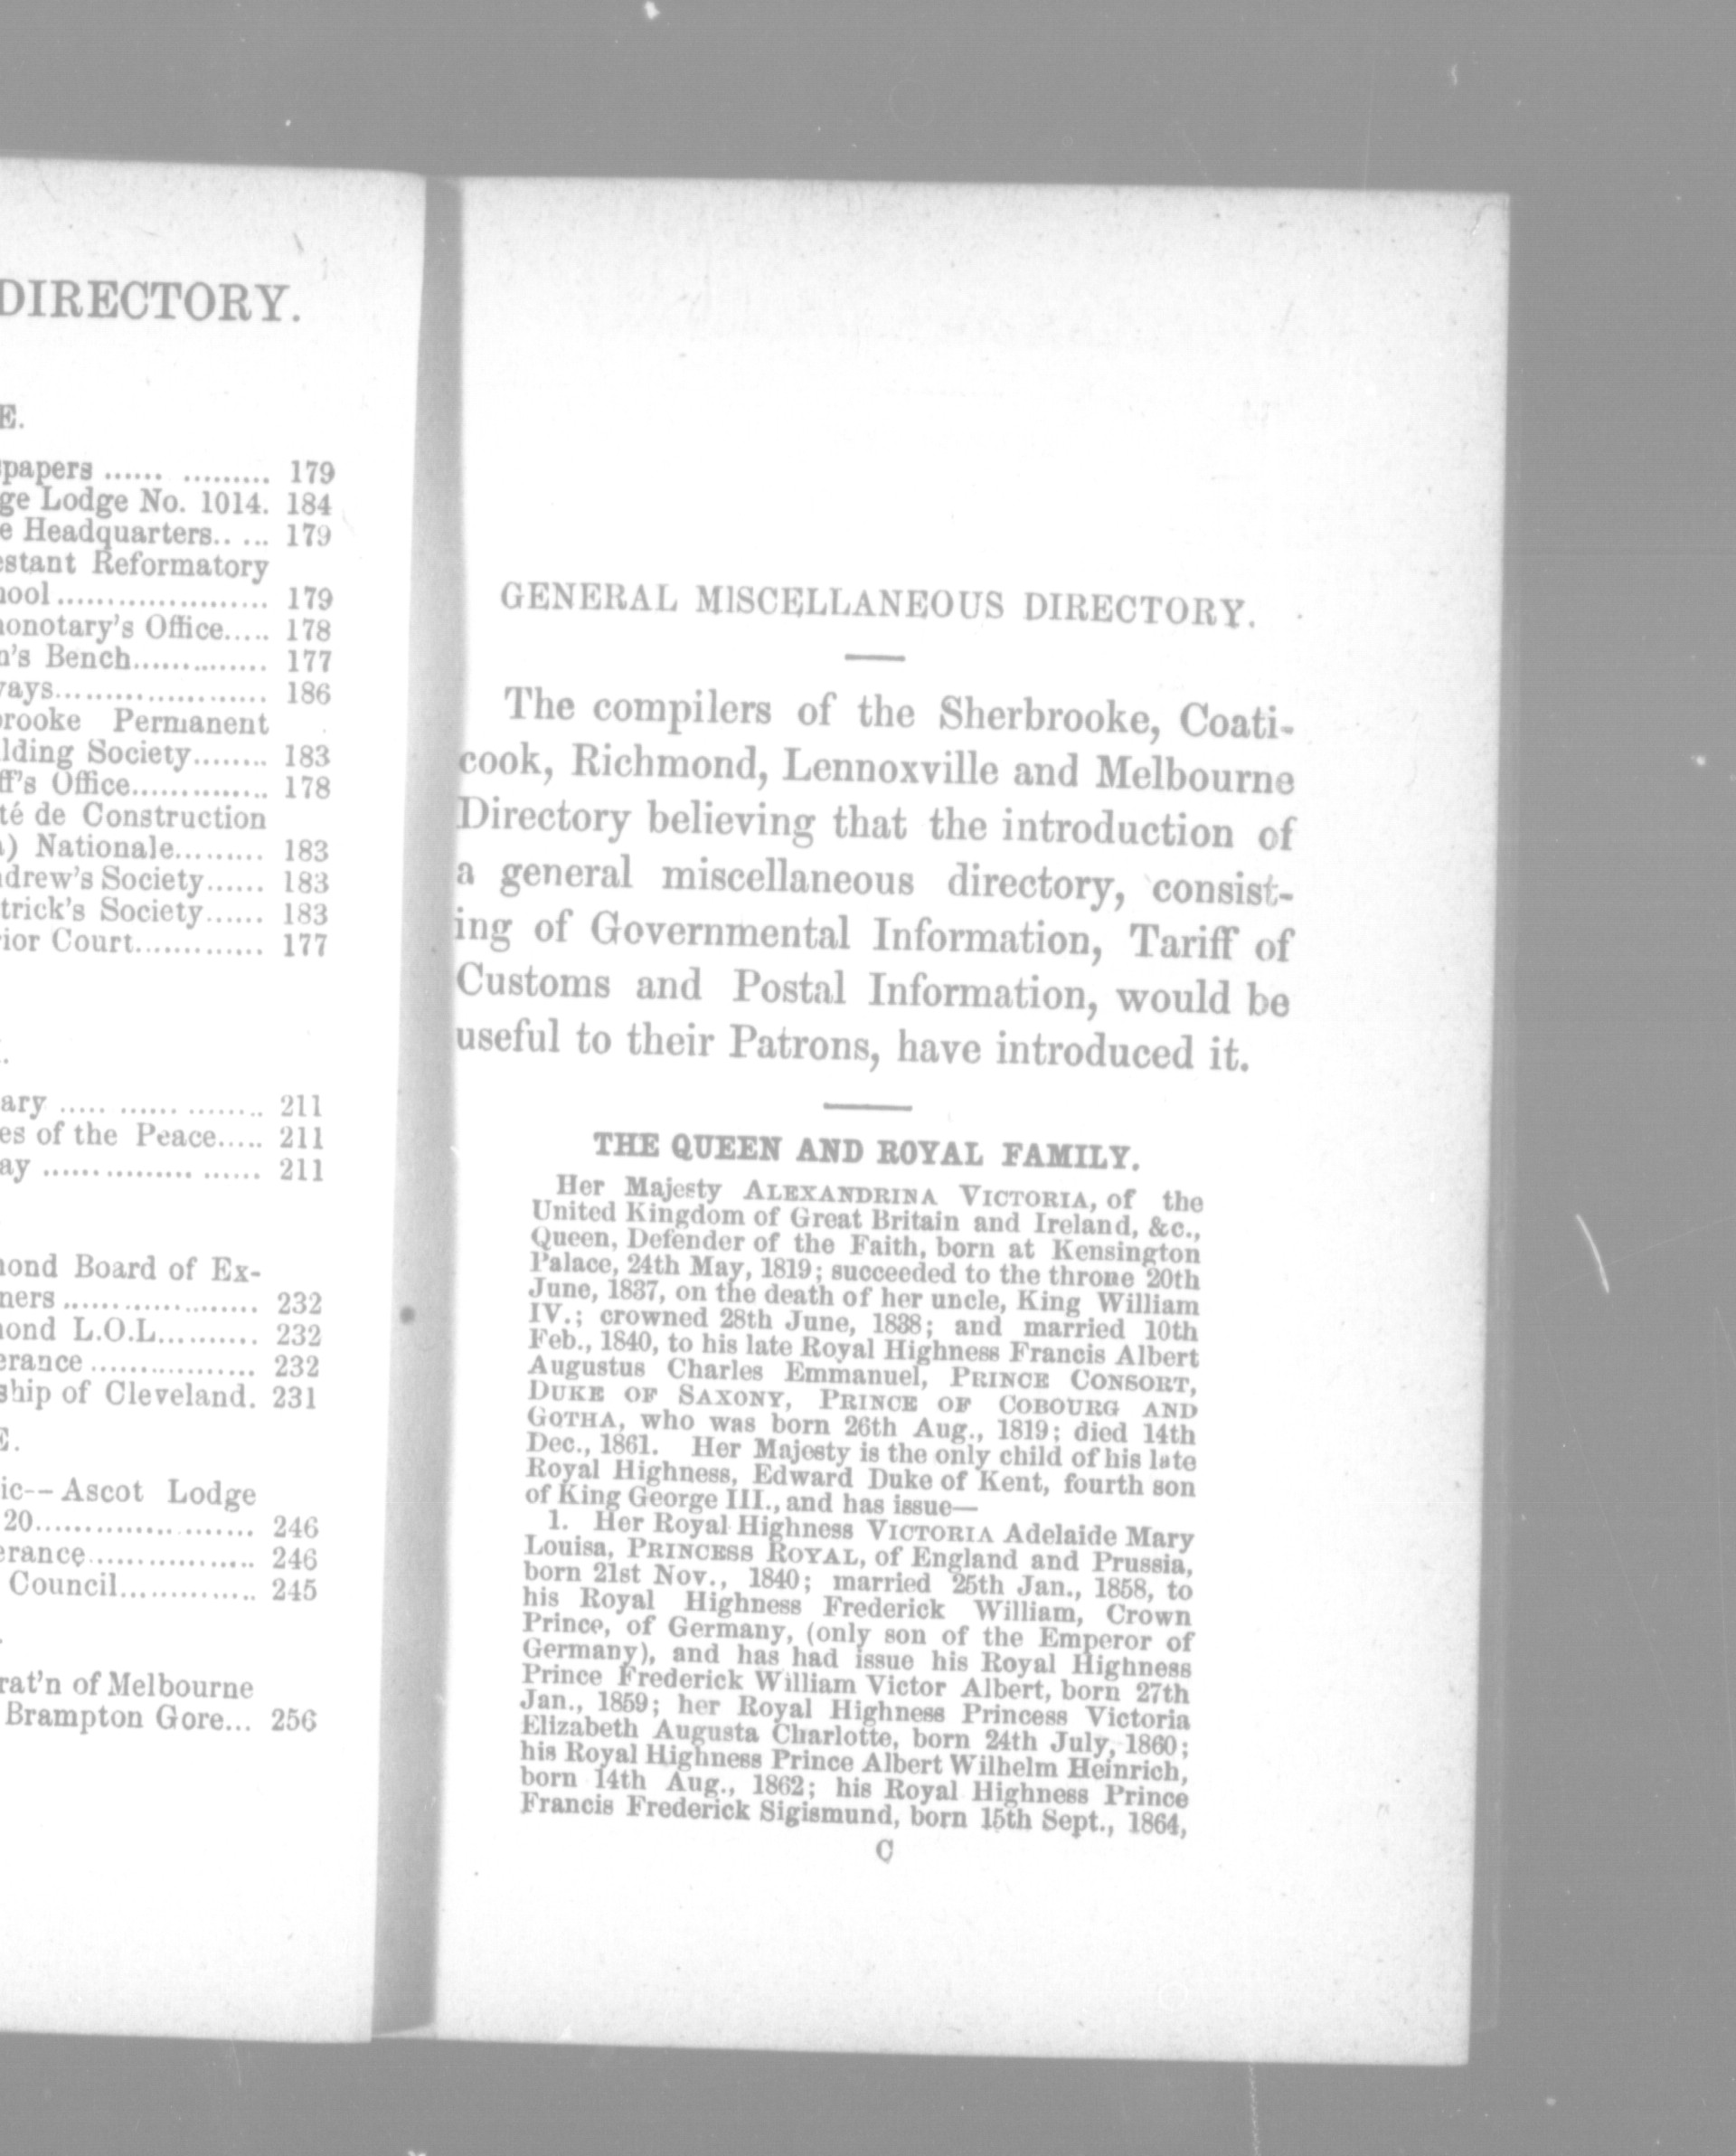 DIRECTORY.
E.
papers ...... ......... 179
ge Lodge No. 1014. 184
e Headquarters.. ... 179
estant Reformatory
hool ..................... 179
honotary's Office..... 178
n's Bench.............. 177
ways...................... 186
brooke Permanent
lding Society........ 183
ff's Office.............. 178
té de Construction
) Nationale......... 183
ndrew's Society...... 183
trick's Society...... 183
rior Court............. 177
ary ..... ...... ........ 211
es of the Peace..... 211
ay ............... ...... 211
mond Board of Ex-
ners .................... 232
mond L.O.L.......... 232
erance ................. 232
ship of Cleveland. 231
E.
ic-- Ascot Lodge
20....................... 246
erance................. 246
Council.............. 245
rat'n of Melbourne
Brampton Gore... 256
GENERAL MISCELLANEOUS DIRECTORY.
The compilers of the Sherbrooke, Coati-
cook, Richmond, Lennoxville and Melbourne
Directory believing that the introduction of
a general miscellaneous directory, consist-
ing of Governmental Information, Tariff of
Customs and Postal Information, would be
useful to their Patrons, have introduced it.
THE QUEEN AND ROYAL FAMILY.
Her Majesty ALEXANDRINA VICTORIA, of the
United Kingdom of Great Britain and Ireland, &c.,
Queen, Defender of the Faith, born at Kensington
Palace, 24th May, 1819; succeeded to the throne 20th
June, 1837, on the death of her uncle, King William
IV.; crowned 28th June, 1838; and married 10th
Feb., 1840, to his late Royal Highness Francis Albert
Augustus Charles Emmanuel, PRINCE CONSORT,
DUKE OF SAXONY, PRINCE OF COBOURG AND
GOTHA, who was born 26th Aug., 1819; died 14th
Dec., 1861. Her Majesty is the only child of his late
Royal Highness, Edward Duke of Kent, fourth son
of King George III., and has issue—
1. Her Royal Highness VICTORIA Adelaide Mary
Louisa, PRINCESS ROYAL, of England and Prussia,
born 21st Nov., 1840; married 25th Jan., 1858, to
his Royal Highness Frederick William, Crown
Prince, of Germany, (only son of the Emperor of
Germany), and has had issue his Royal Highness
Prince Frederick William Victor Albert, born 27th
Jan., 1859; her Royal Highness Princess Victoria
Elizabeth Augusta Charlotte, born 24th July, 1860;
his Royal Highness Prince Albert Wilhelm Heinrich,
born 14th Aug., 1862; his Royal Highness Prince
Francis Frederick Sigismund, born 15th Sept., 1864,
C